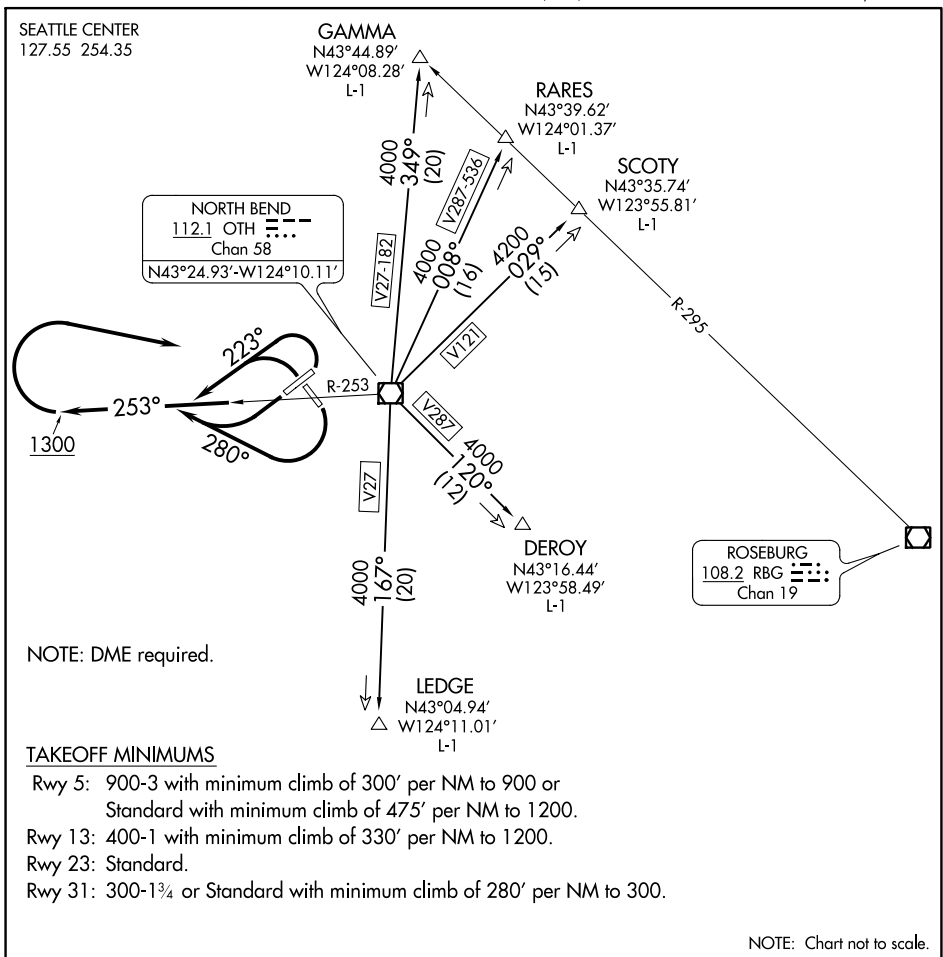 SEATTLE CENTER
127.55 254.35
GAMMA
N43°44.89′
W124°08.28′
L-1
RARES
N43°39.62′
W124°01.37′
L-1
SCOTY
N43°35.74′
W123°55.81′
L-1
4000
349°
(20)
V27-182
V287-536
4000
008°
(16)
4200
029°
(15)
V121
NORTH BEND
112.1 OTH
Chan 58
N43°24.93′-W124°10.11′
R-295
223°
R-253
253°
1300
280°
V287
4000
120°
(12)
V27
4000
167°
(20)
DEROY
N43°16.44′
W123°58.49′
L-1
ROSEBURG
108.2 RBG
Chan 19
NOTE: DME required.
LEDGE
N43°04.94′
W124°11.01′
L-1
TAKEOFF MINIMUMS
Rwy 5: 900-3 with minimum climb of 300′ per NM to 900 or
Standard with minimum climb of 475′ per NM to 1200.
Rwy 13: 400-1 with minimum climb of 330′ per NM to 1200.
Rwy 23: Standard.
Rwy 31: 300-1¾ or Standard with minimum climb of 280′ per NM to 300.
NOTE: Chart not to scale.